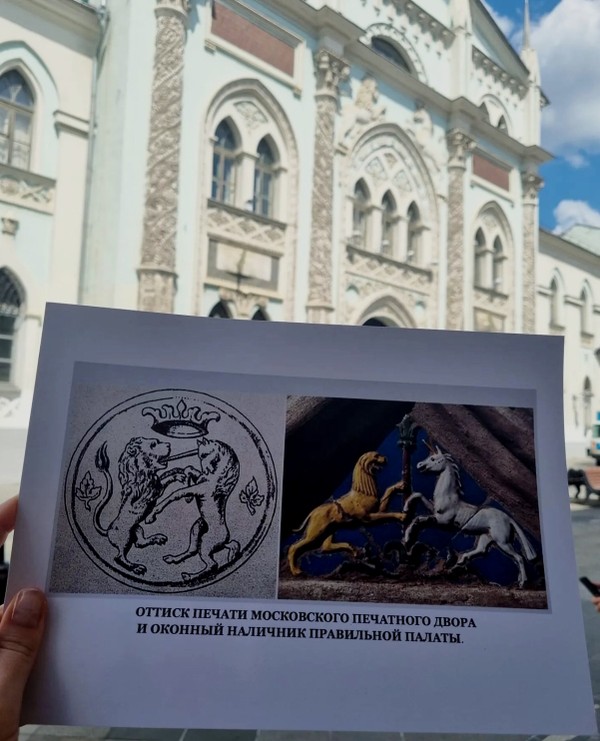 ОТТИСК ПЕЧАТИ МОСКОВСКОГО ПЕЧАТНОГО ДВОРА
И ОКОННЫЙ НАЛИЧНИК ПРАВИЛЬНОЙ ПАЛАТЫ.